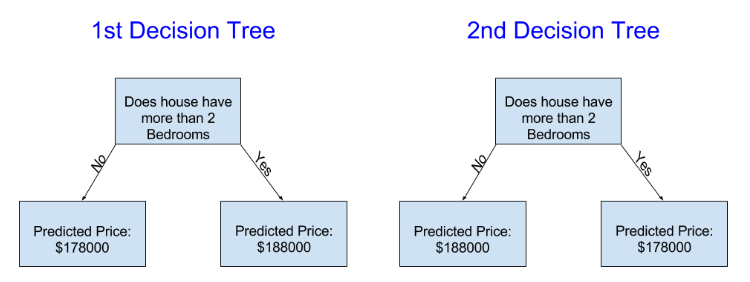 1st Decision Tree
Does house have
more than 2
Bedrooms
No
Yes
Predicted Price:
$178000
Predicted Price:
$188000
2nd Decision Tree
Does house have
more than 2
Bedrooms
No
Yes
Predicted Price:
$188000
Predicted Price:
$178000